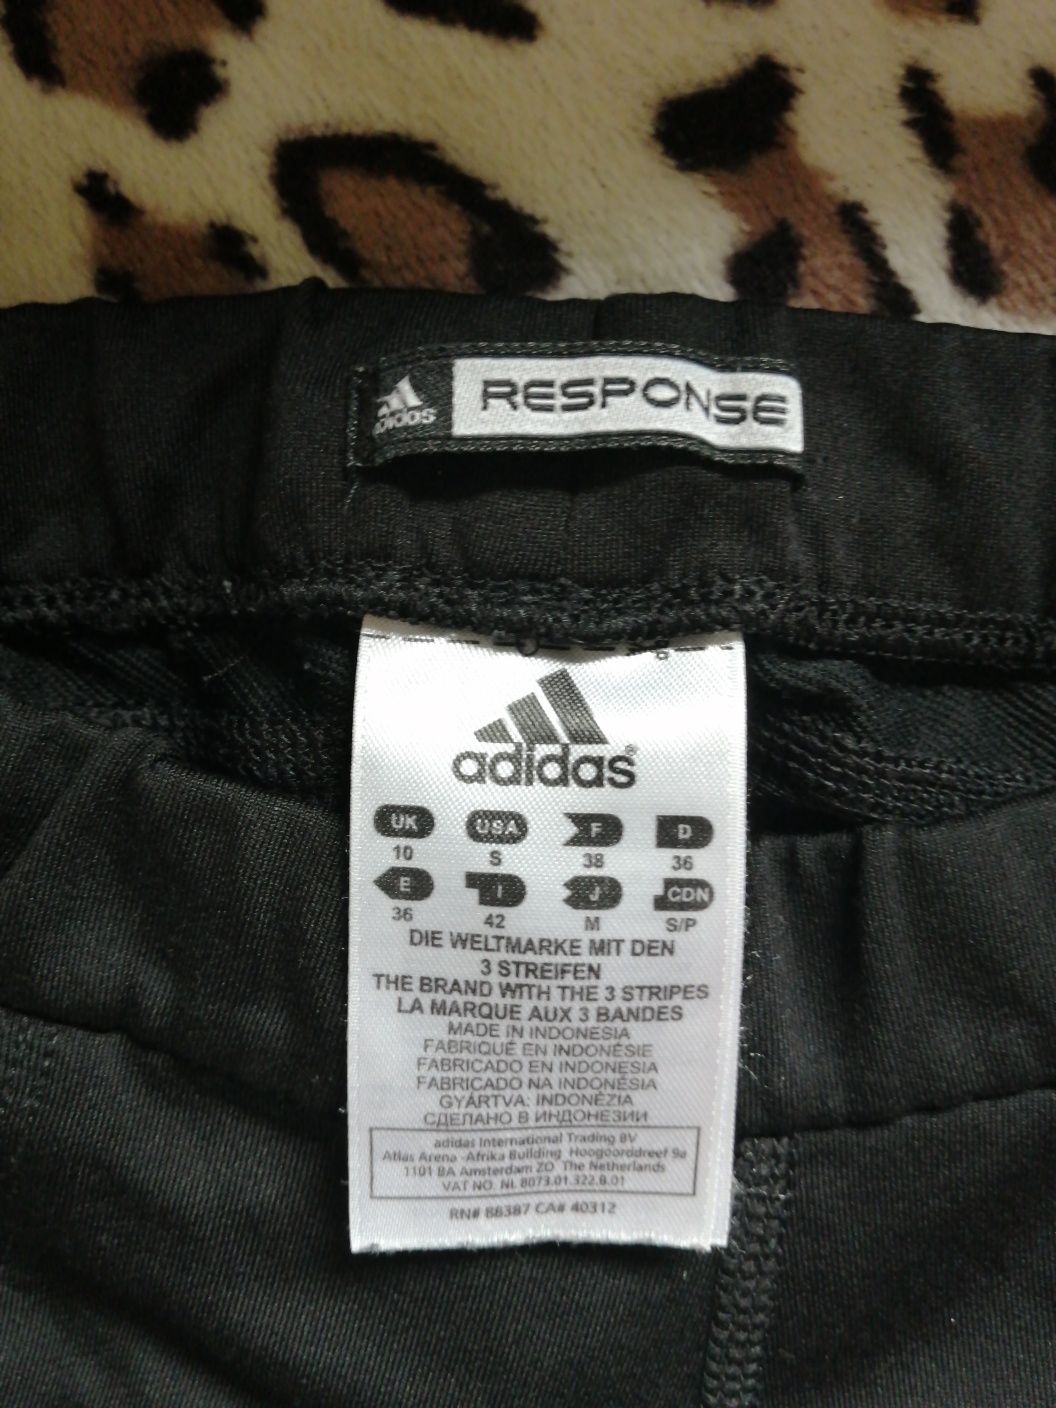 adidas RESPONSE
adidas®
UK USA F D
10 S 38 36
E I J CDN
36 42 M S/P
DIE WELTMARKE MIT DEN
3 STREIFEN
THE BRAND WITH THE 3 STRIPES
LA MARQUE AUX 3 BANDES
MADE IN INDONESIA
FABRIQUÉ EN INDONÉSIE
FABRICADO EN INDONESIA
FABRICADO NA INDONÉSIA
GYÁRTVA: INDONÉZIA
СДЕЛАНО В ИНДОНЕЗИИ
adidas International Trading BV
Atlas Arena -Afrika Building Hoogoorddreef 9a
1101 BA Amsterdam ZO The Netherlands
VAT NO. NL 8073.01.322.B.01
RN# 88387 CA# 40312